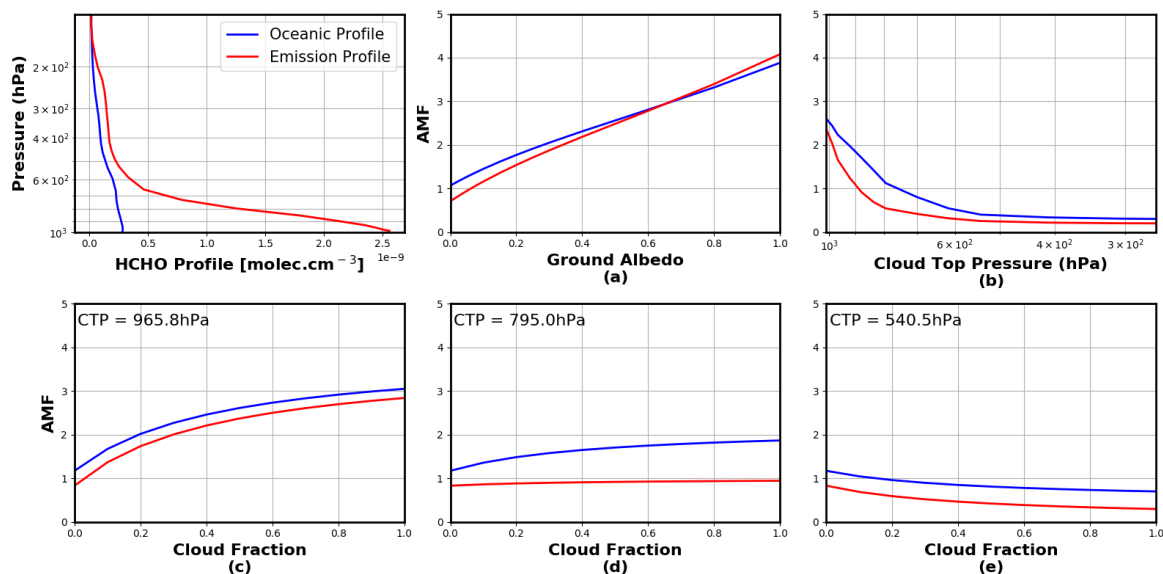 Oceanic Profile
Emission Profile
Pressure (hPa)
2 × 10²
3 × 10²
4 × 10²
6 × 10²
10³
0.0 0.5 1.0 1.5 2.0 2.5
1e−9
HCHO Profile [molec.cm⁻³]
AMF
5
4
3
2
1
0
0.0 0.2 0.4 0.6 0.8 1.0
Ground Albedo
(a)
5
4
3
2
1
0
10³ 6 × 10² 4 × 10² 3 × 10²
Cloud Top Pressure (hPa)
(b)
CTP = 965.8hPa
AMF
5
4
3
2
1
0
0.0 0.2 0.4 0.6 0.8 1.0
Cloud Fraction
(c)
CTP = 795.0hPa
5
4
3
2
1
0
0.0 0.2 0.4 0.6 0.8 1.0
Cloud Fraction
(d)
CTP = 540.5hPa
5
4
3
2
1
0
0.0 0.2 0.4 0.6 0.8 1.0
Cloud Fraction
(e)